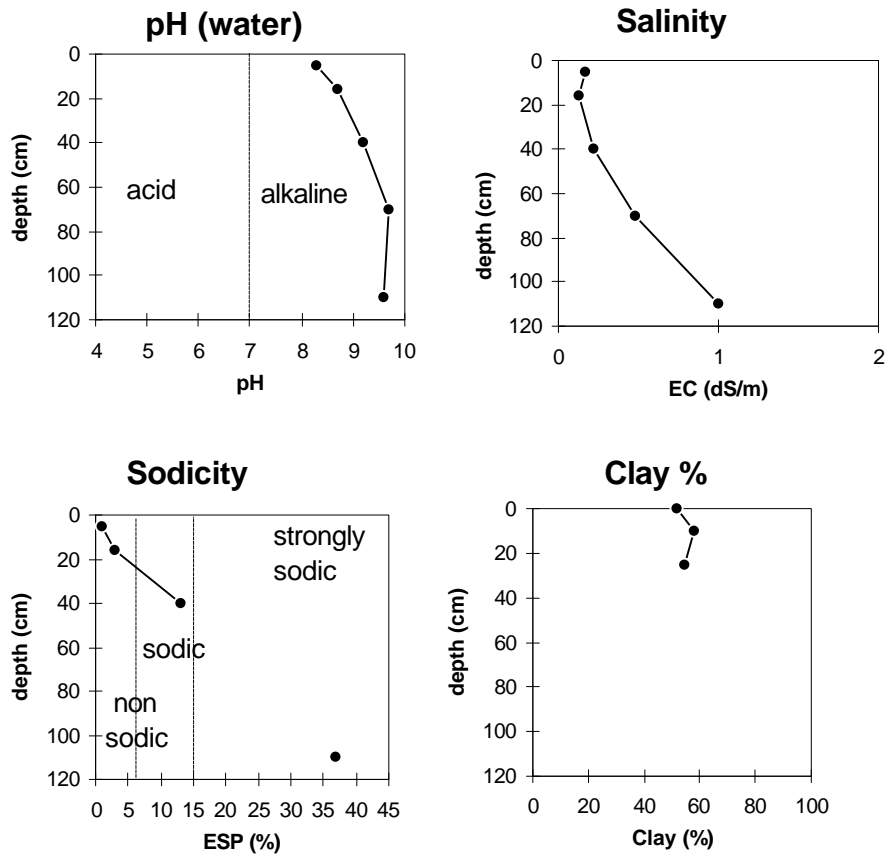 pH (water)
0
20
40
60
80
100
120
depth (cm)
acid
alkaline
4 5 6 7 8 9 10
pH
Salinity
0
20
40
60
80
100
120
depth (cm)
0 1 2
EC (dS/m)
Sodicity
0
20
40
60
80
100
120
depth (cm)
strongly
sodic
sodic
non
sodic
0 5 10 15 20 25 30 35 40 45
ESP (%)
Clay %
0
20
40
60
80
100
120
depth (cm)
0 20 40 60 80 100
Clay (%)